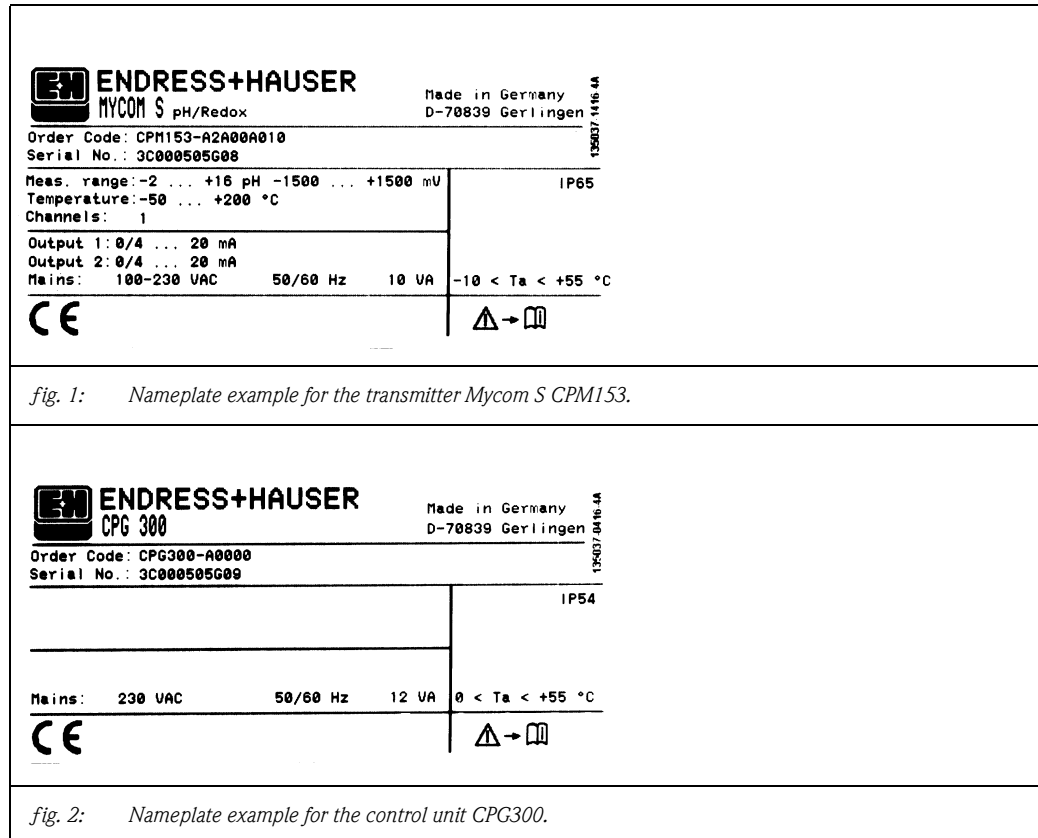 ENDRESS+HAUSER
MYCOM S pH/Redox
Made in Germany
D-70839 Gerlingen
135037.1416-4A
Order Code: CPM153-A2A00A010
Serial No.: 3C000505G08
Meas. range:-2 ... +16 pH -1500 ... +1500 mV
Temperature:-50 ... +200 °C
Channels: 1
IP65
Output 1:0/4 ... 20 mA
Output 2:0/4 ... 20 mA
Mains: 100-230 VAC 50/60 Hz 10 VA
-10 < Ta < +55 °C
CE
fig. 1: Nameplate example for the transmitter Mycom S CPM153.
ENDRESS+HAUSER
CPG 300
Made in Germany
D-70839 Gerlingen
135037-0416-4A
Order Code: CPG300-A0000
Serial No.: 3C000505G09
IP54
Mains: 230 VAC 50/60 Hz 12 VA
0 < Ta < +55 °C
CE
fig. 2: Nameplate example for the control unit CPG300.